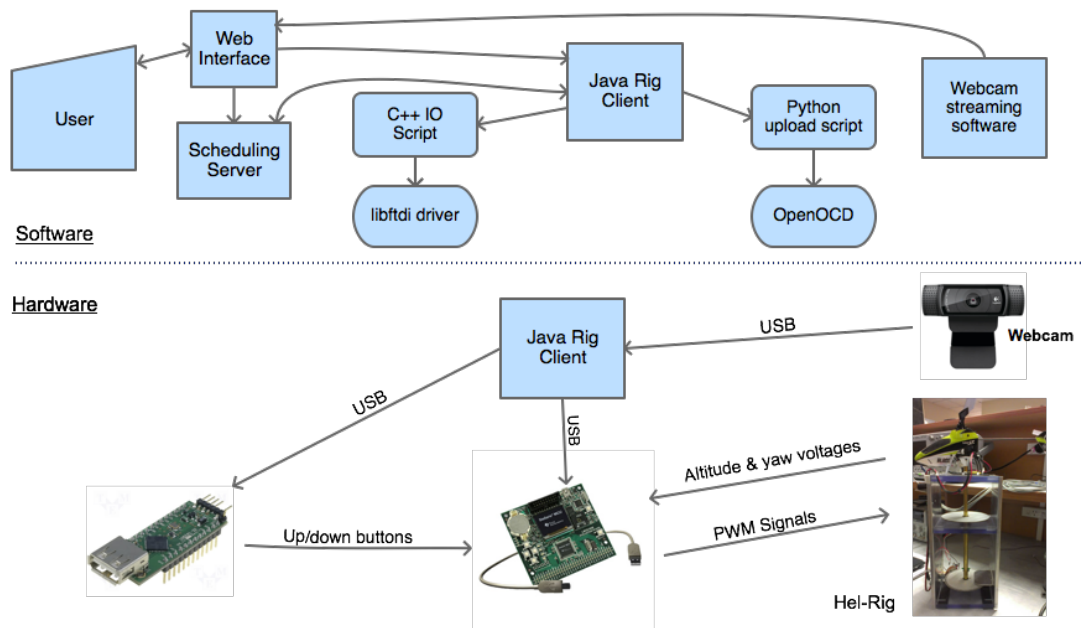 User
Web
Interface
Scheduling
Server
C++ IO
Script
libftdi driver
Java Rig
Client
Python
upload script
OpenOCD
Webcam
streaming
software
Software
Hardware
Java Rig
Client
USB
Webcam
USB
USB
Altitude & yaw voltages
Up/down buttons
PWM Signals
Hel-Rig